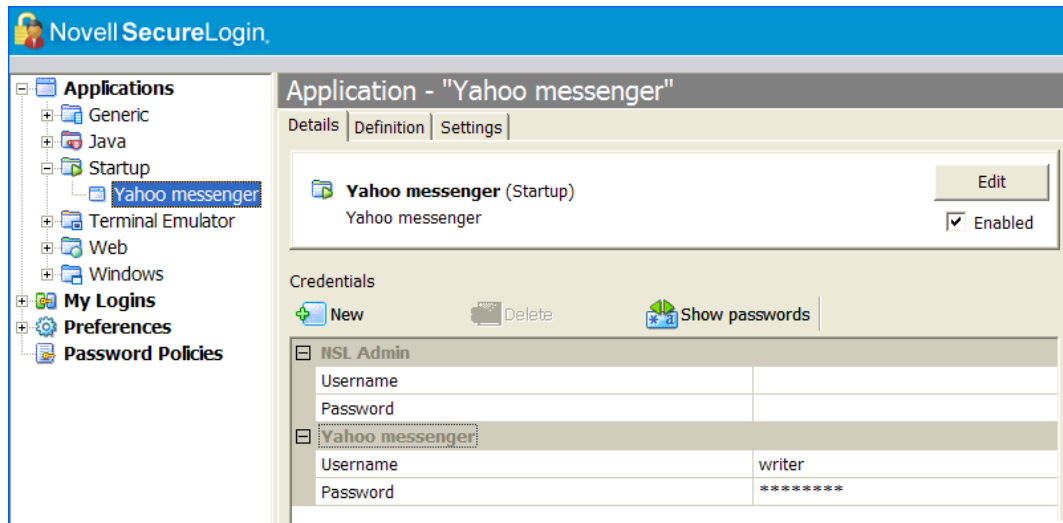 Novell SecureLogin
Applications
Generic
Java
Startup
Yahoo messenger
Terminal Emulator
Web
Windows
My Logins
Preferences
Password Policies
Application - "Yahoo messenger"
Details Definition Settings
Yahoo messenger (Startup)
Yahoo messenger
Edit
Enabled
Credentials
New Delete Show passwords
NSL Admin
Username
Password
Yahoo messenger
Username writer
Password ********